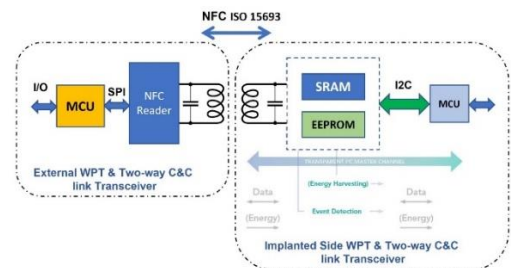 NFC ISO 15693
I/O
MCU
SPI
NFC
Reader
External WPT & Two-way C&C
link Transceiver
SRAM
EEPROM
I2C
MCU
(Energy Harvesting)
Event Detection
Data
(Energy)
Data
(Energy)
Implanted Side WPT & Two-way C&C
link Transceiver